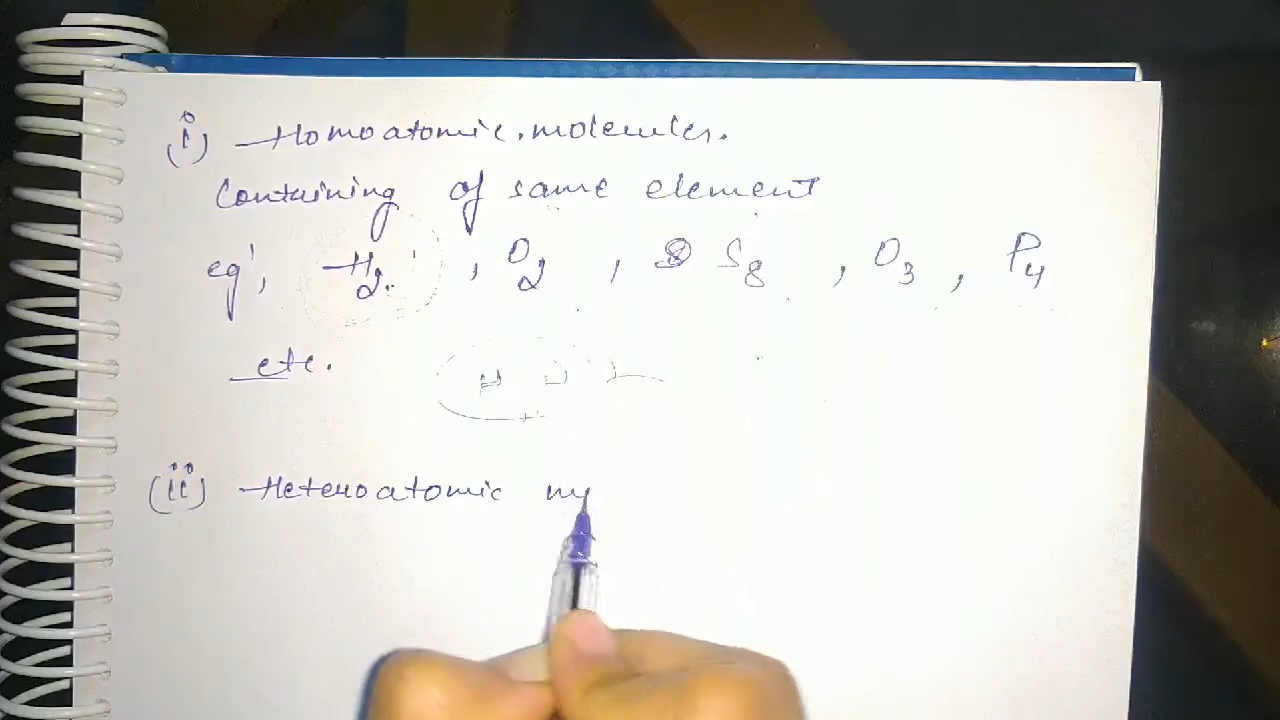 (i) Homoatomic molecules.
Containing of same element
eg', H2, O2, S8, O3, P4
etc.
(ii) Heteroatomic